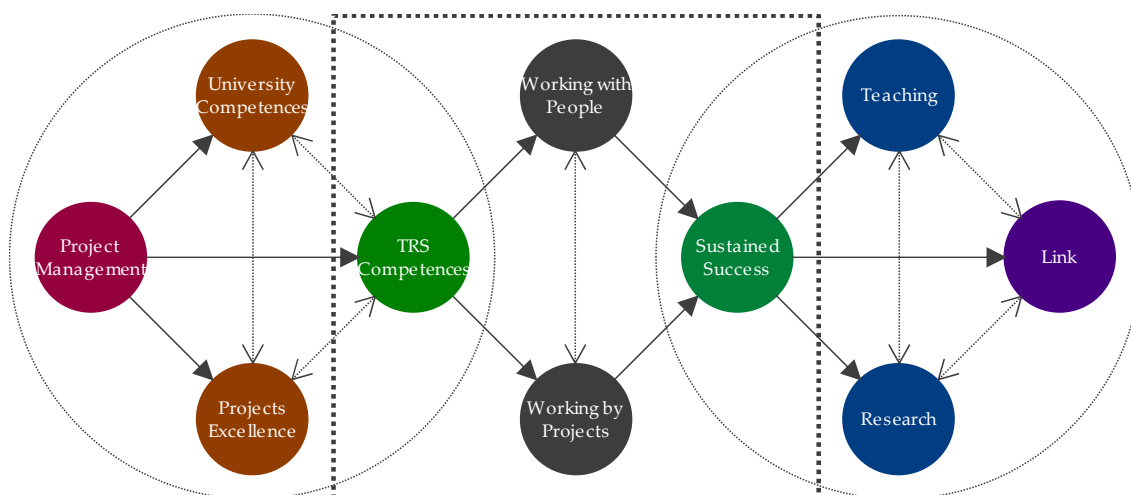 University
Competences
Working with
People
Teaching
Project
Management
TRS
Competences
Sustained
Success
Link
Projects
Excellence
Working by
Projects
Research